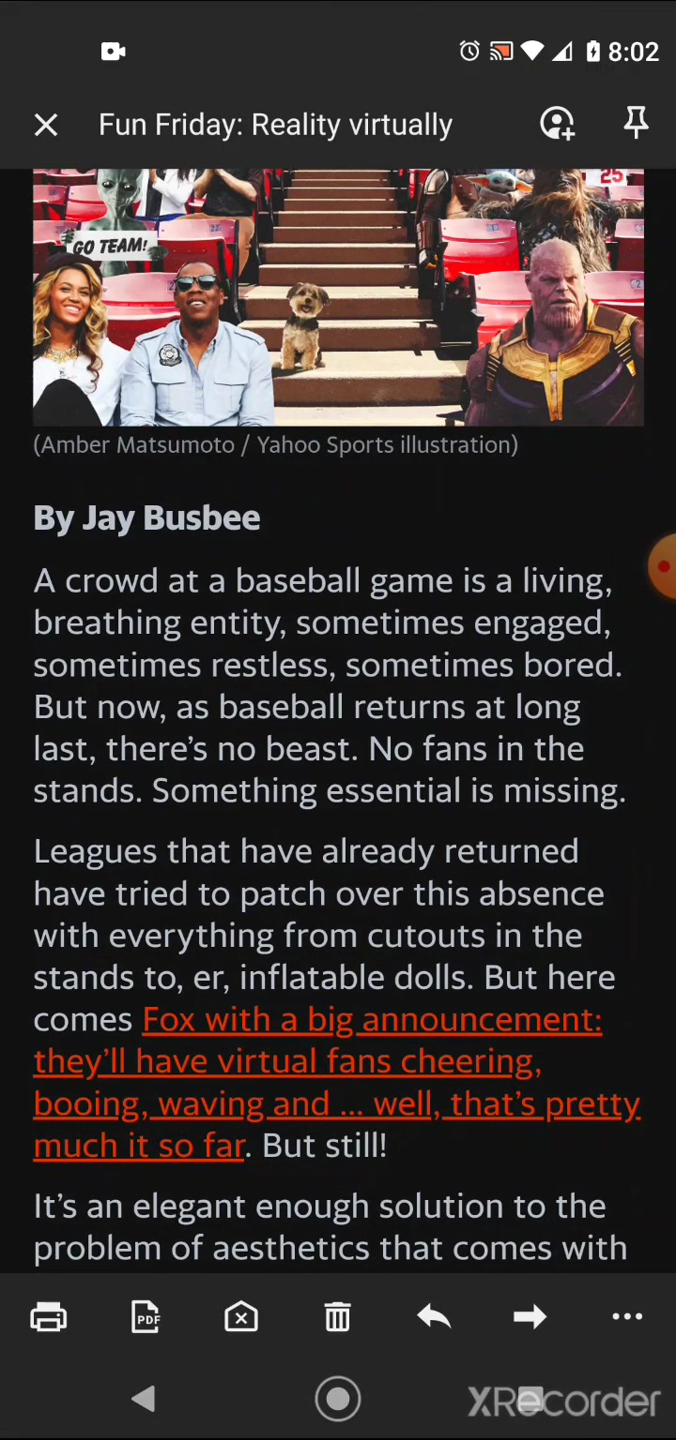 8:02
Fun Friday: Reality virtually
25
GO TEAM!
(Amber Matsumoto / Yahoo Sports illustration)
By Jay Busbee
A crowd at a baseball game is a living,
breathing entity, sometimes engaged,
sometimes restless, sometimes bored.
But now, as baseball returns at long
last, there’s no beast. No fans in the
stands. Something essential is missing.
Leagues that have already returned
have tried to patch over this absence
with everything from cutouts in the
stands to, er, inflatable dolls. But here
comes Fox with a big announcement:
they’ll have virtual fans cheering,
booing, waving and ... well, that’s pretty
much it so far. But still!
It’s an elegant enough solution to the
problem of aesthetics that comes with
PDF
XRecorder